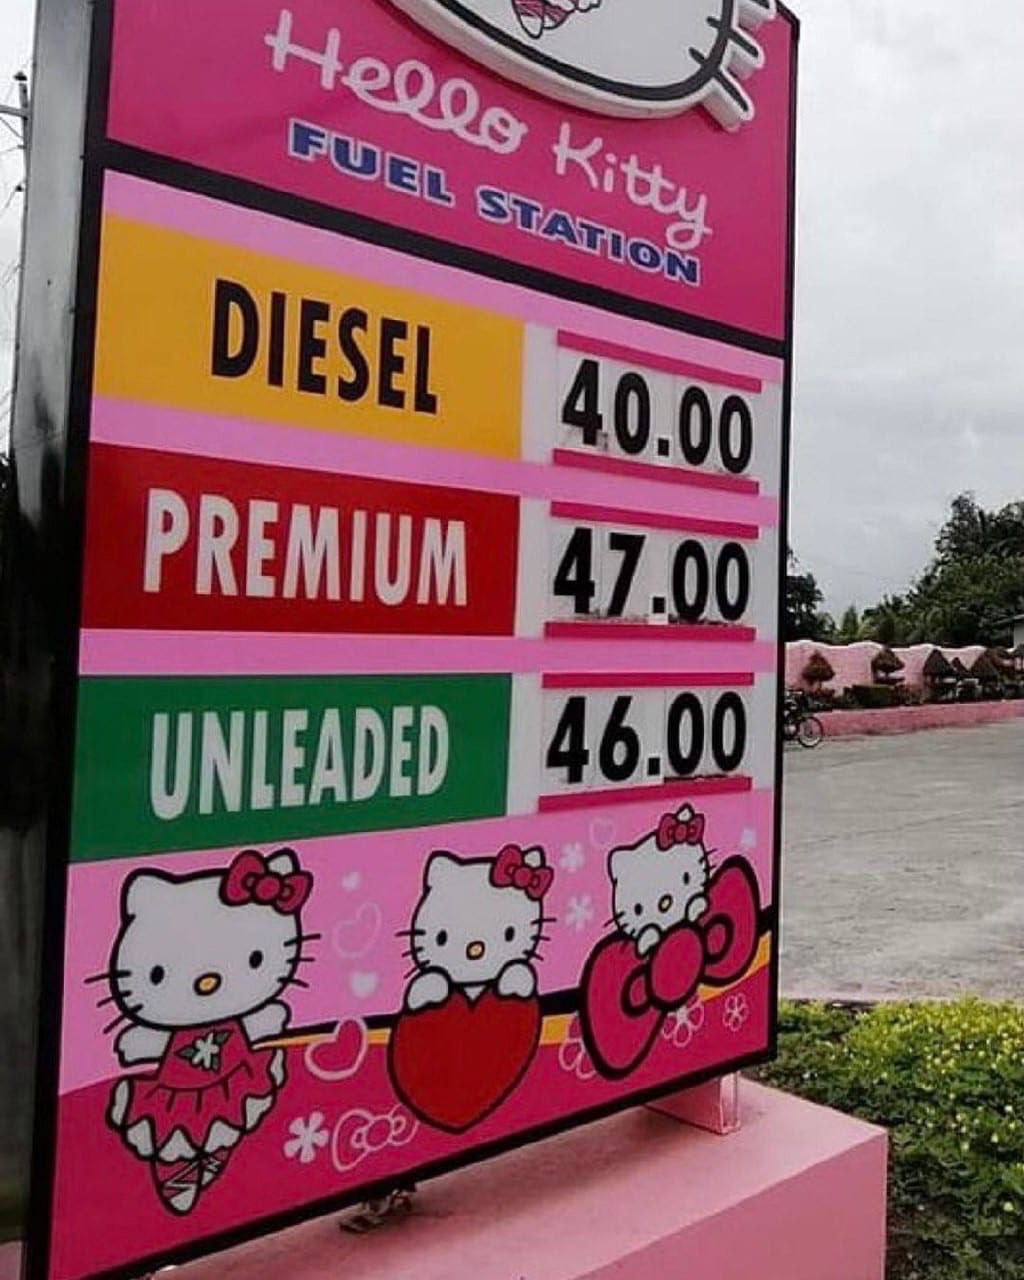 Hello Kitty
FUEL STATION
DIESEL 40.00
PREMIUM 47.00
UNLEADED 46.00